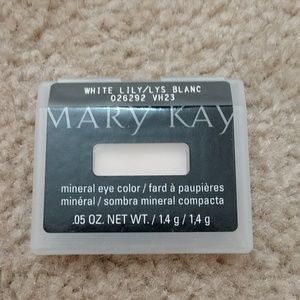 WHITE LILY/LYS BLANC
026292 VH23
MARY KAY
mineral eye color / fard à paupières
minéral / sombra mineral compacta
.05 OZ. NET WT. / 1,4 g / 1,4 g